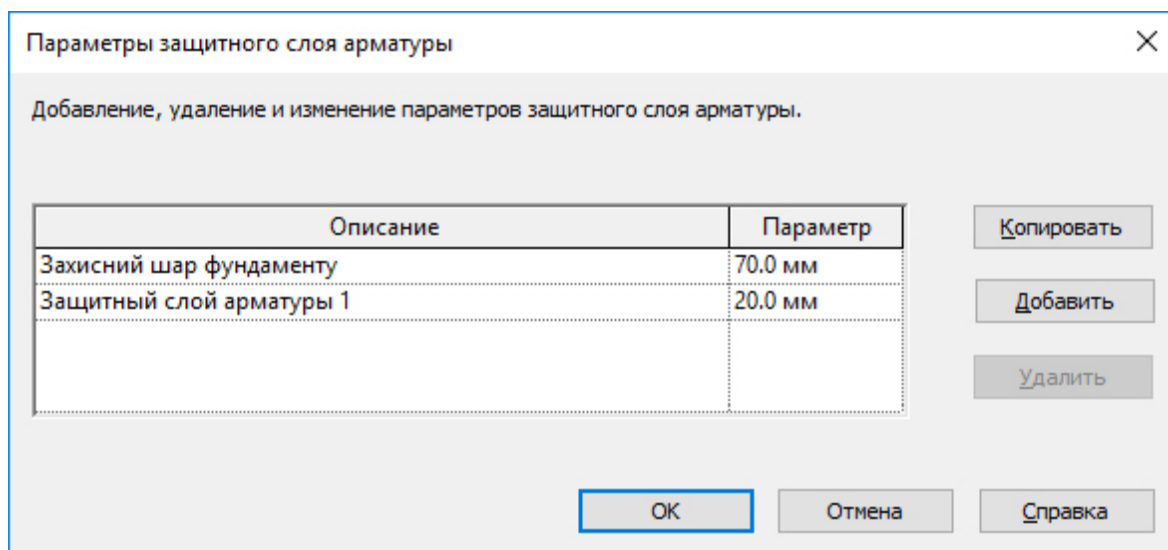 Параметры защитного слоя арматуры
Добавление, удаление и изменение параметров защитного слоя арматуры.
Описание Параметр
Захисний шар фундаменту 70.0 мм
Защитный слой арматуры 1 20.0 мм
Копировать
Добавить
Удалить
ОК Отмена Справка